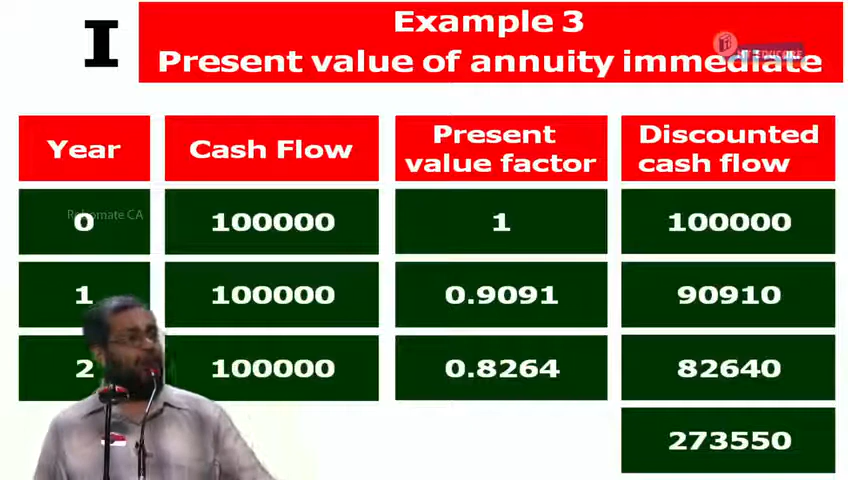 I
Example 3
Present value of annuity immediate
Year
Cash Flow
Present
value factor
Discounted
cash flow
0
100000
1
100000
1
100000
0.9091
90910
2
100000
0.8264
82640
273550